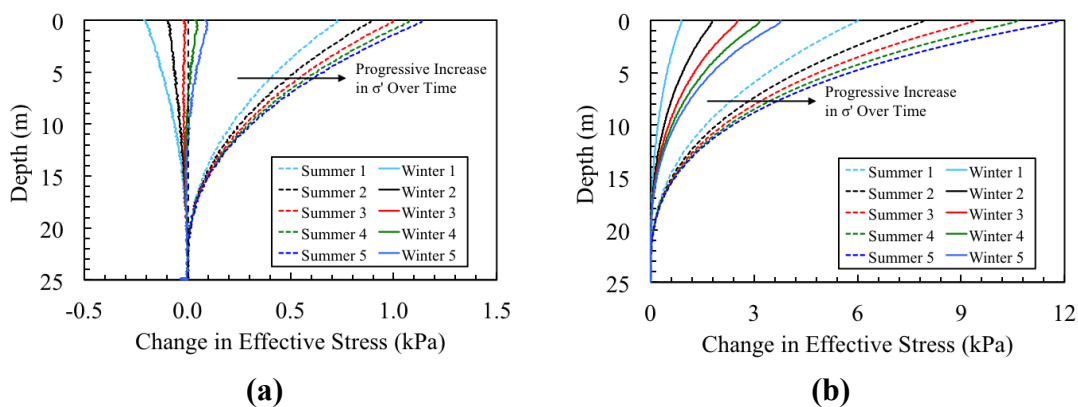 0
5
10
15
20
25
Depth (m)
Progressive Increase
in σ' Over Time
Summer 1 Winter 1
Summer 2 Winter 2
Summer 3 Winter 3
Summer 4 Winter 4
Summer 5 Winter 5
-0.5 0.0 0.5 1.0 1.5
Change in Effective Stress (kPa)
(a)
0
5
10
15
20
25
Depth (m)
Progressive Increase
in σ' Over Time
Summer 1 Winter 1
Summer 2 Winter 2
Summer 3 Winter 3
Summer 4 Winter 4
Summer 5 Winter 5
0 3 6 9 12
Change in Effective Stress (kPa)
(b)